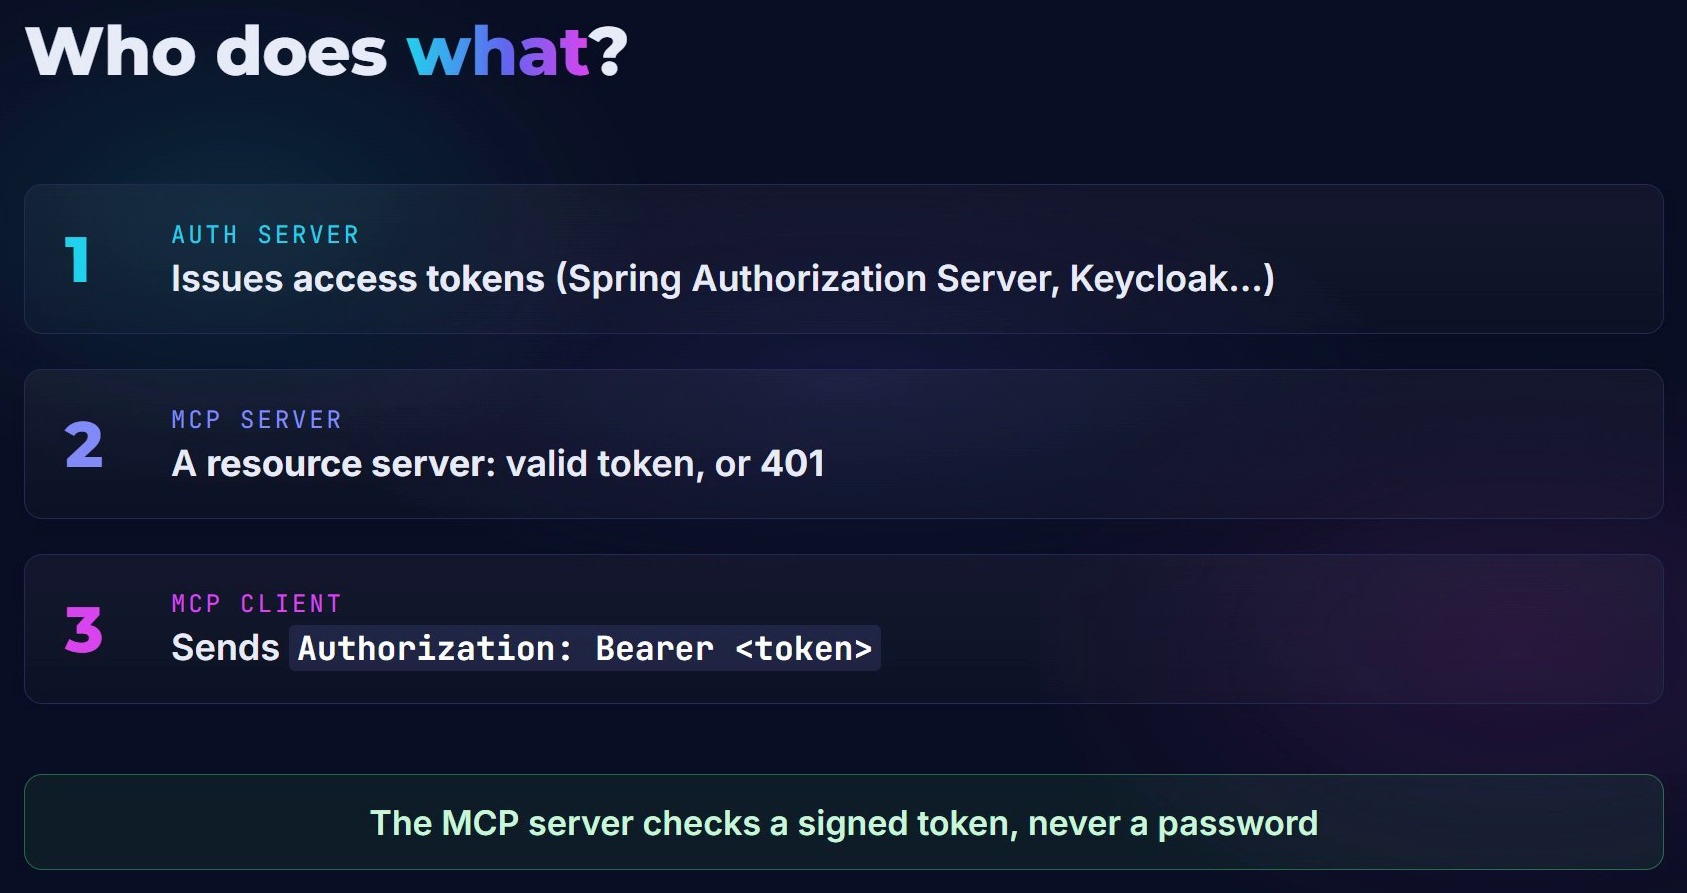 Who does what?
1
AUTH SERVER
Issues access tokens (Spring Authorization Server, Keycloak...)
2
MCP SERVER
A resource server: valid token, or 401
3
MCP CLIENT
Sends Authorization: Bearer <token>
The MCP server checks a signed token, never a password